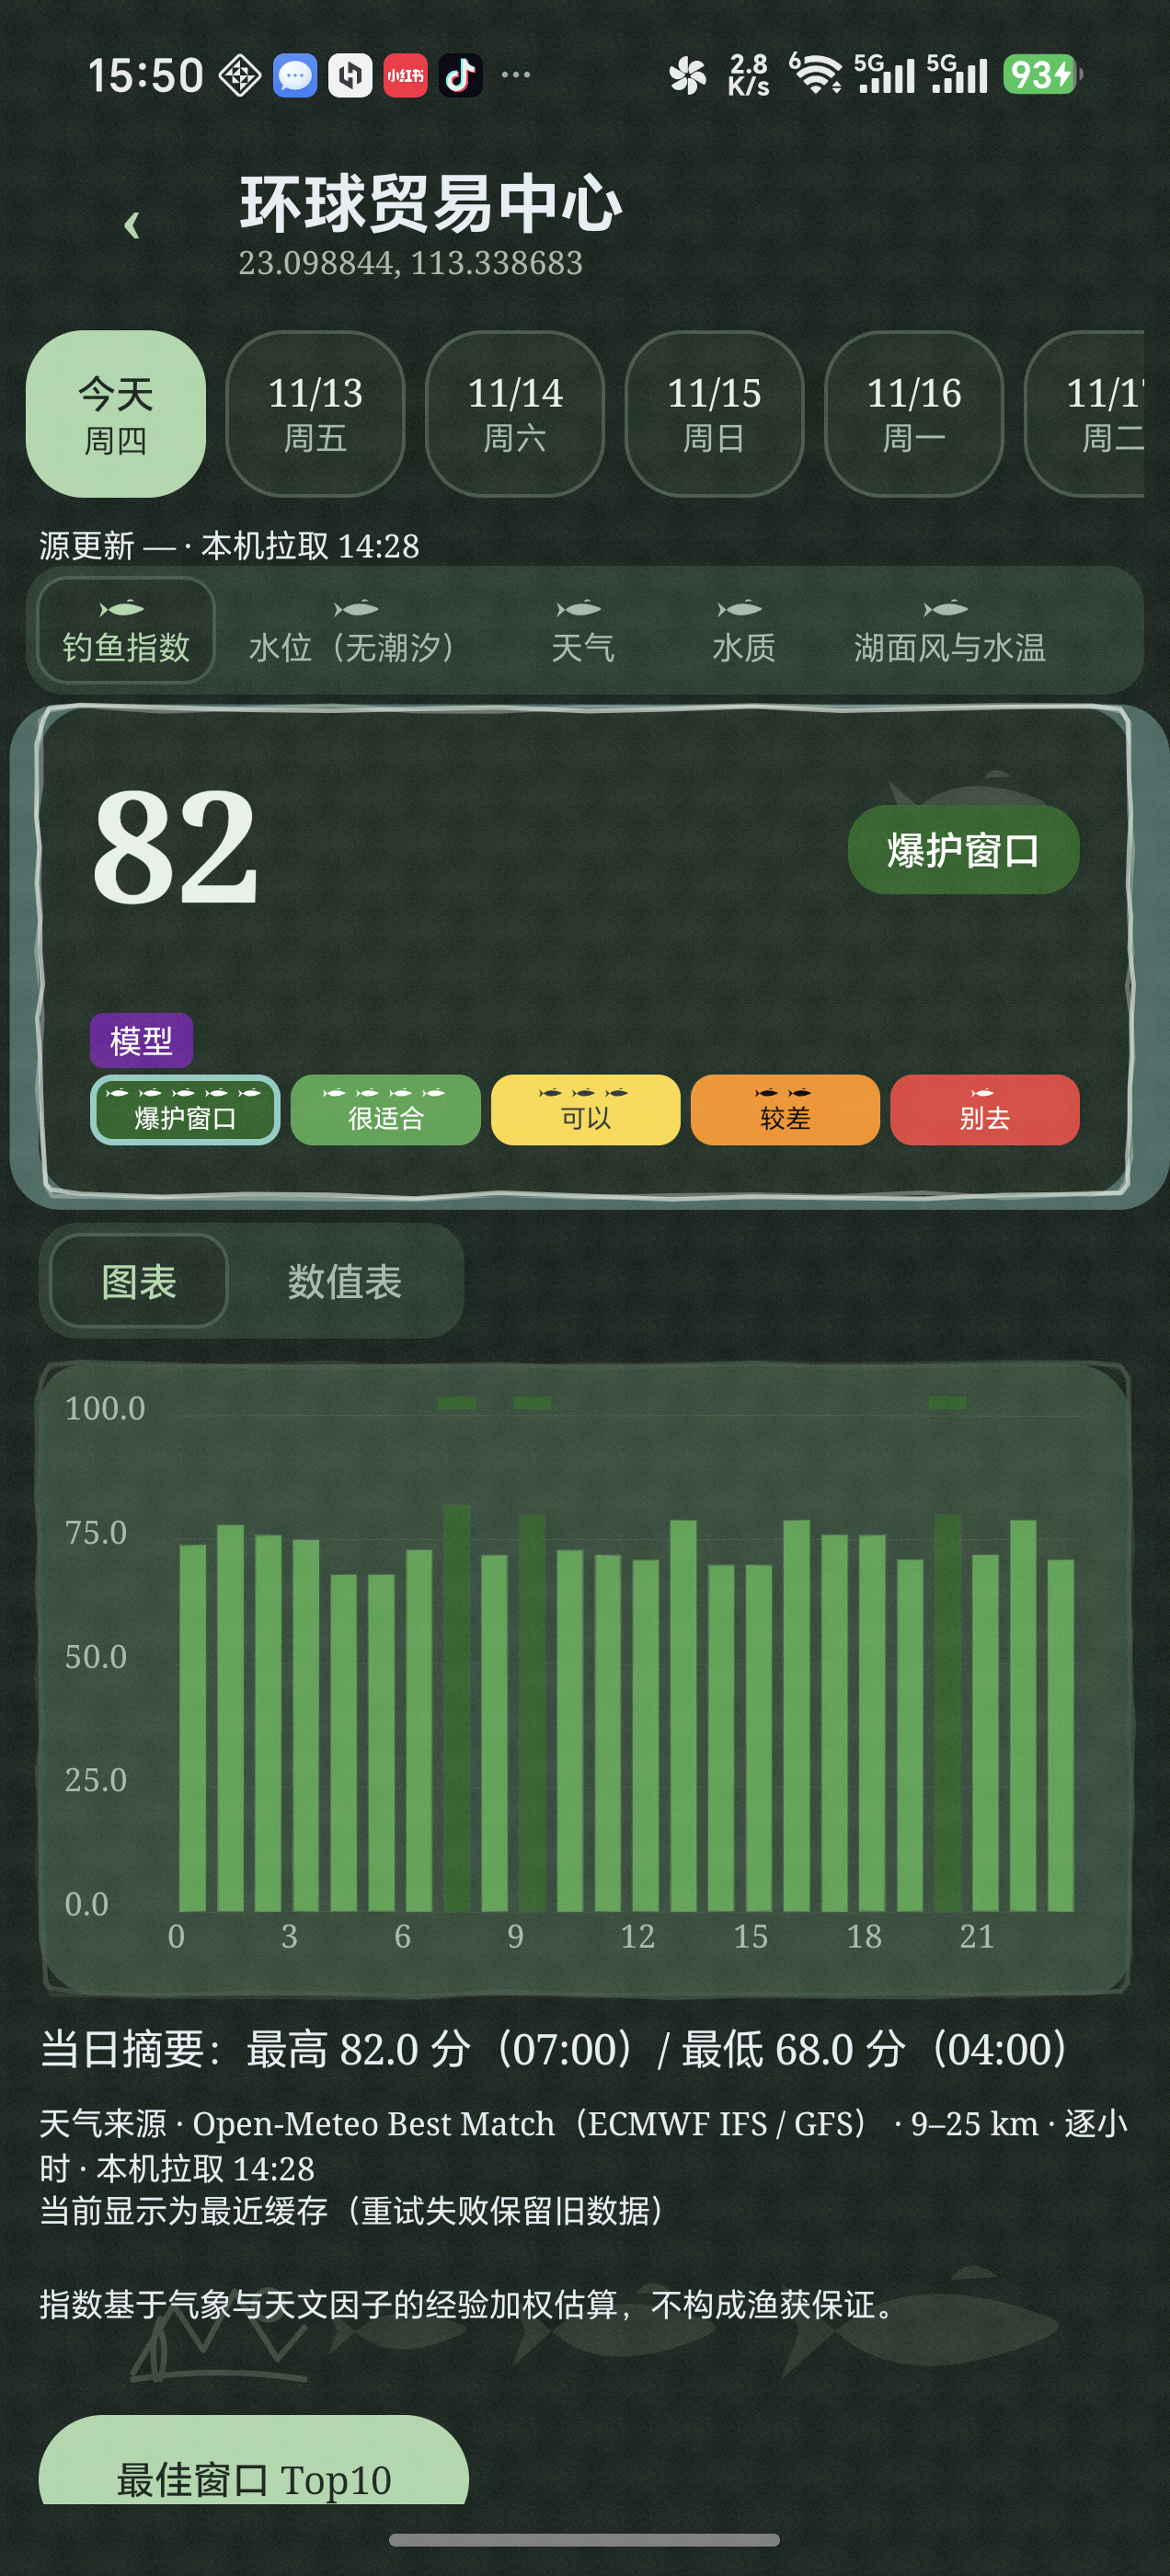 15:50
小红书
···
2.8
K/s
6
5G
5G
93
‹
环球贸易中心
23.098844, 113.338683
今天
周四
11/13
周五
11/14
周六
11/15
周日
11/16
周一
11/1
周二
源更新 — · 本机拉取 14:28
钓鱼指数
水位（无潮汐）
天气
水质
湖面风与水温
82
爆护窗口
模型
爆护窗口
很适合
可以
较差
别去
图表
数值表
100.0
75.0
50.0
25.0
0.0
0 3 6 9 12 15 18 21
当日摘要：最高 82.0 分（07:00）/ 最低 68.0 分（04:00）
天气来源 · Open-Meteo Best Match（ECMWF IFS / GFS） · 9–25 km · 逐小
时 · 本机拉取 14:28
当前显示为最近缓存（重试失败保留旧数据）
指数基于气象与天文因子的经验加权估算，不构成渔获保证。
最佳窗口 Top10